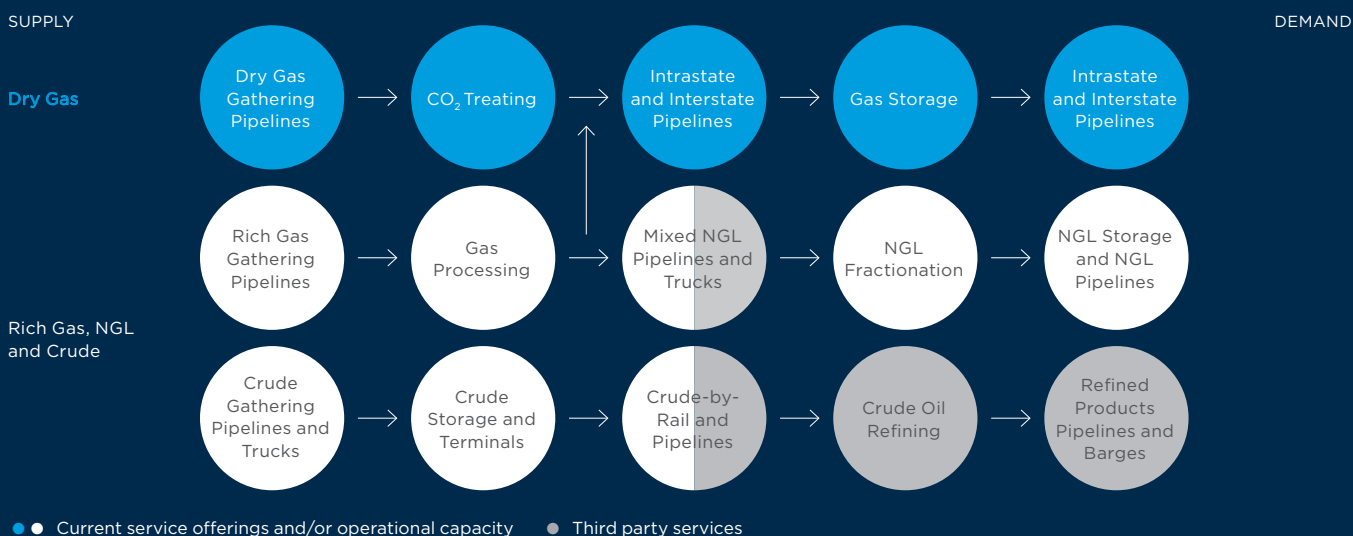 SUPPLY
DEMAND
Dry Gas
Dry Gas
Gathering
Pipelines
CO₂ Treating
Intrastate
and Interstate
Pipelines
Gas Storage
Intrastate
and Interstate
Pipelines
Rich Gas
Gathering
Pipelines
Gas
Processing
Mixed NGL
Pipelines and
Trucks
NGL
Fractionation
NGL Storage
and NGL
Pipelines
Rich Gas, NGL
and Crude
Crude
Gathering
Pipelines and
Trucks
Crude
Storage and
Terminals
Crude-by-
Rail and
Pipelines
Crude Oil
Refining
Refined
Products
Pipelines and
Barges
Current service offerings and/or operational capacity
Third party services